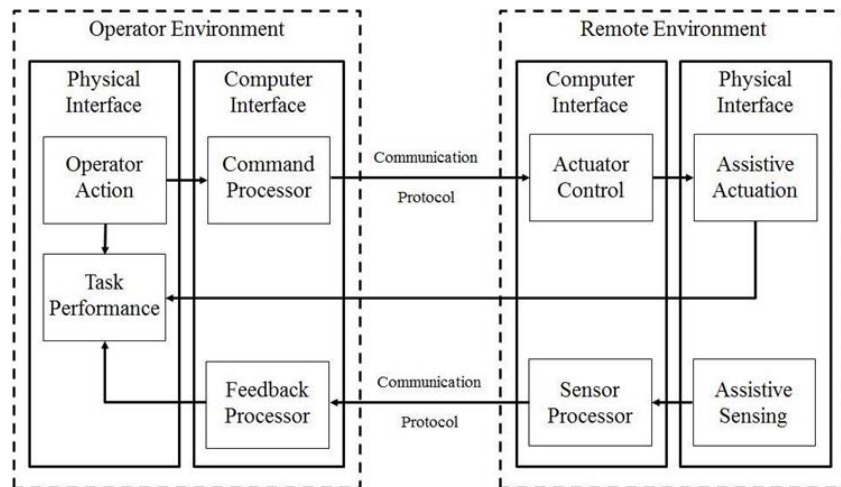 Operator Environment
Physical
Interface
Computer
Interface
Operator
Action
Command
Processor
Task
Performance
Feedback
Processor
Communication
Protocol
Communication
Protocol
Remote Environment
Computer
Interface
Physical
Interface
Actuator
Control
Assistive
Actuation
Sensor
Processor
Assistive
Sensing